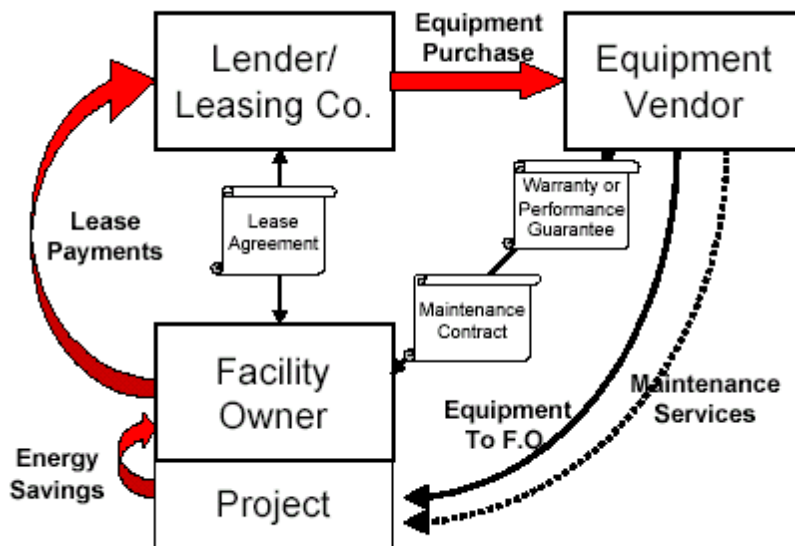 Equipment
Purchase
Lender/
Leasing Co.
Equipment
Vendor
Warranty or
Performance
Guarantee
Lease
Agreement
Lease
Payments
Maintenance
Contract
Facility
Owner
Equipment
To F.O.
Maintenance
Services
Energy
Savings
Project